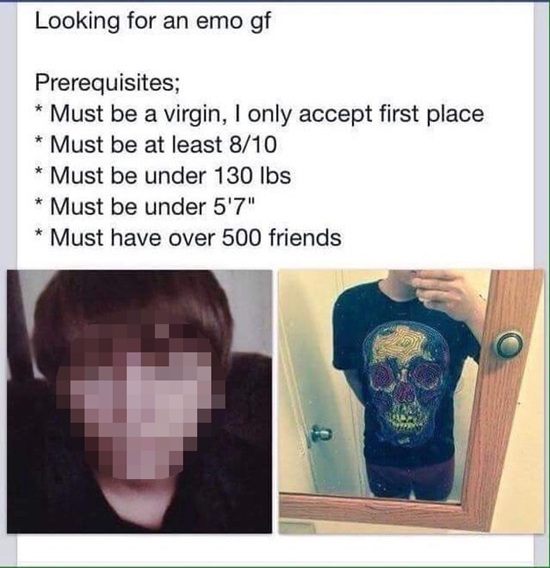 Looking for an emo gf
Prerequisites;
* Must be a virgin, I only accept first place
* Must be at least 8/10
* Must be under 130 lbs
* Must be under 5'7"
* Must have over 500 friends